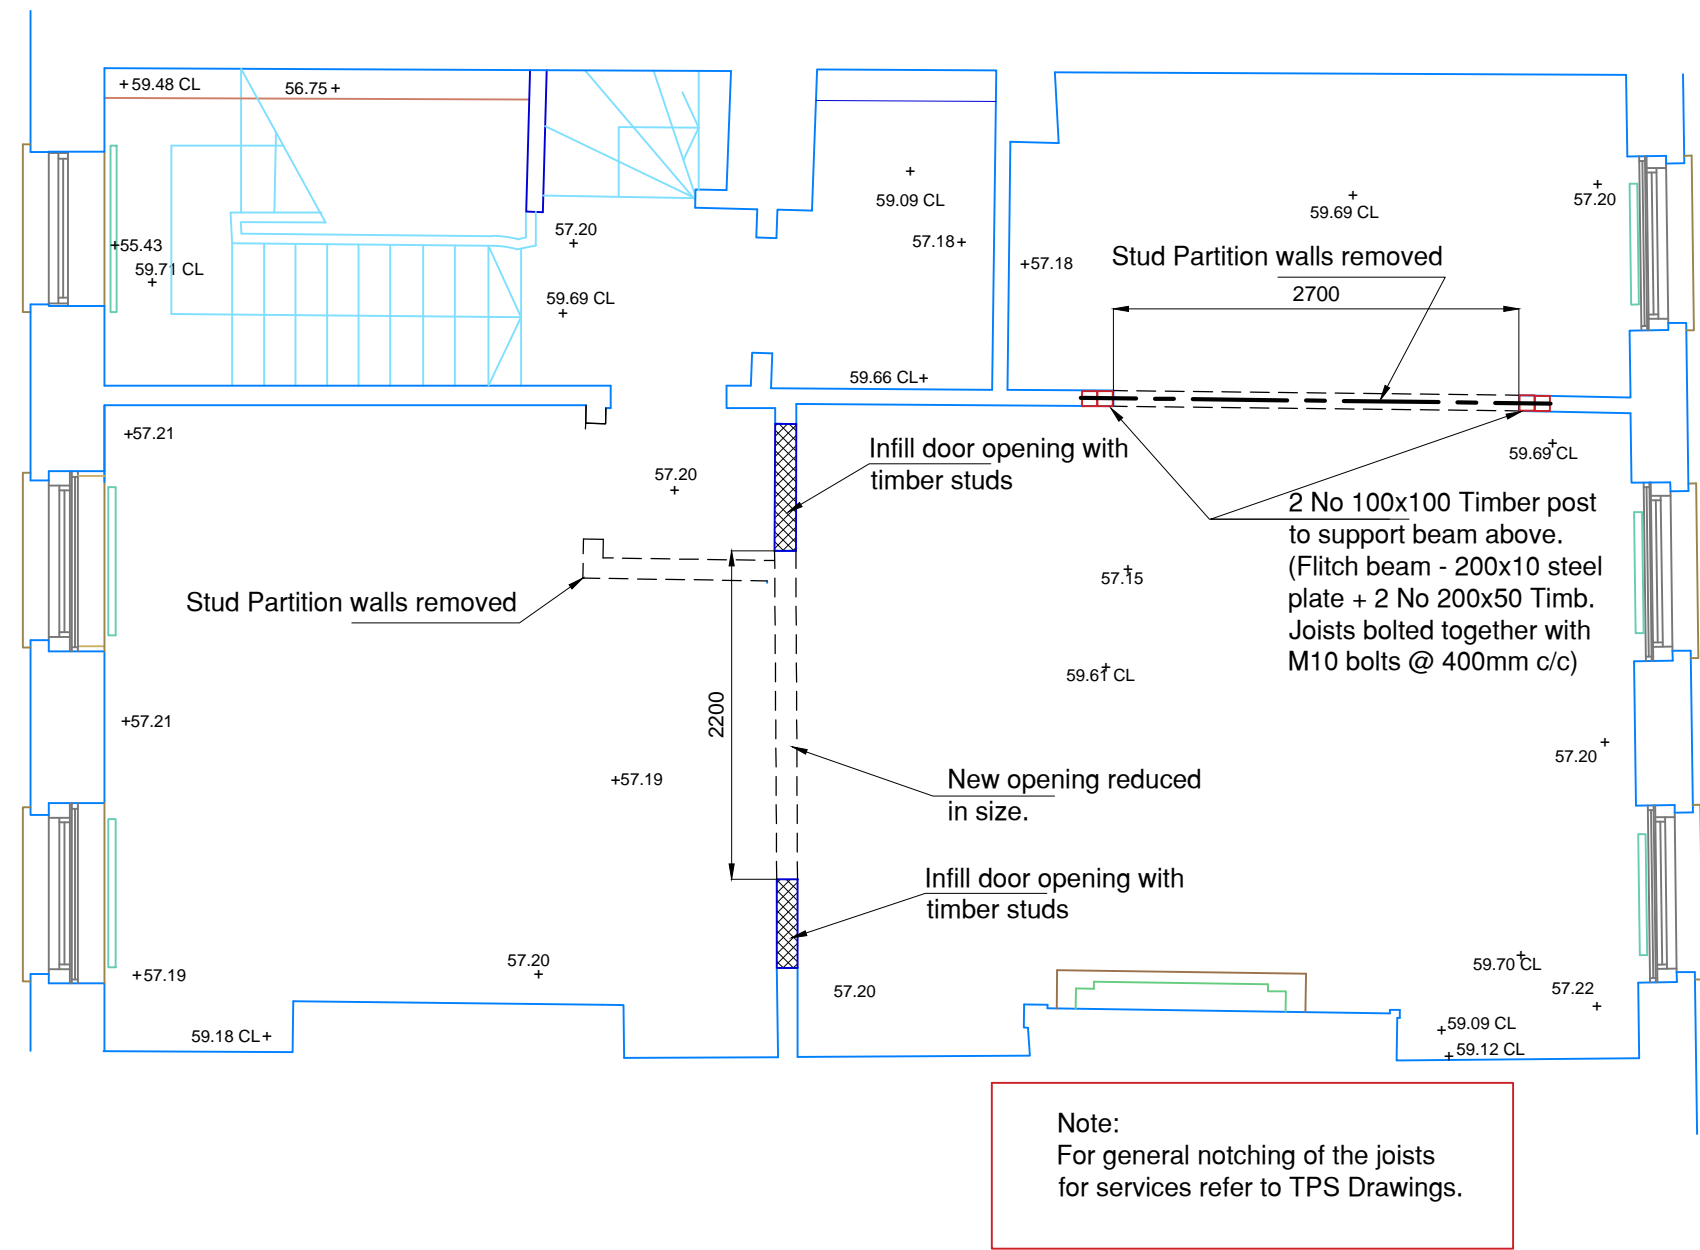 +59.48 CL
56.75+
+
59.09 CL
57.18+
+
59.69 CL
+
57.20
+55.43
59.71 CL
+
57.20
+
59.69 CL
+
+57.18
Stud Partition walls removed
2700
59.66 CL+
+57.21
57.20
+
Infill door opening with
timber studs
+
59.69 CL
2 No 100x100 Timber post
to support beam above.
(Flitch beam - 200x10 steel
plate + 2 No 200x50 Timb.
Joists bolted together with
M10 bolts @ 400mm c/c)
+
57.15
Stud Partition walls removed
+
59.61 CL
+57.21
2200
+
57.20
+57.19
New opening reduced
in size.
Infill door opening with
timber studs
+57.19
57.20
+
57.20
+
59.70 CL
57.22
+
+59.09 CL
+59.12 CL
59.18 CL+
Note:
For general notching of the joists
for services refer to TPS Drawings.